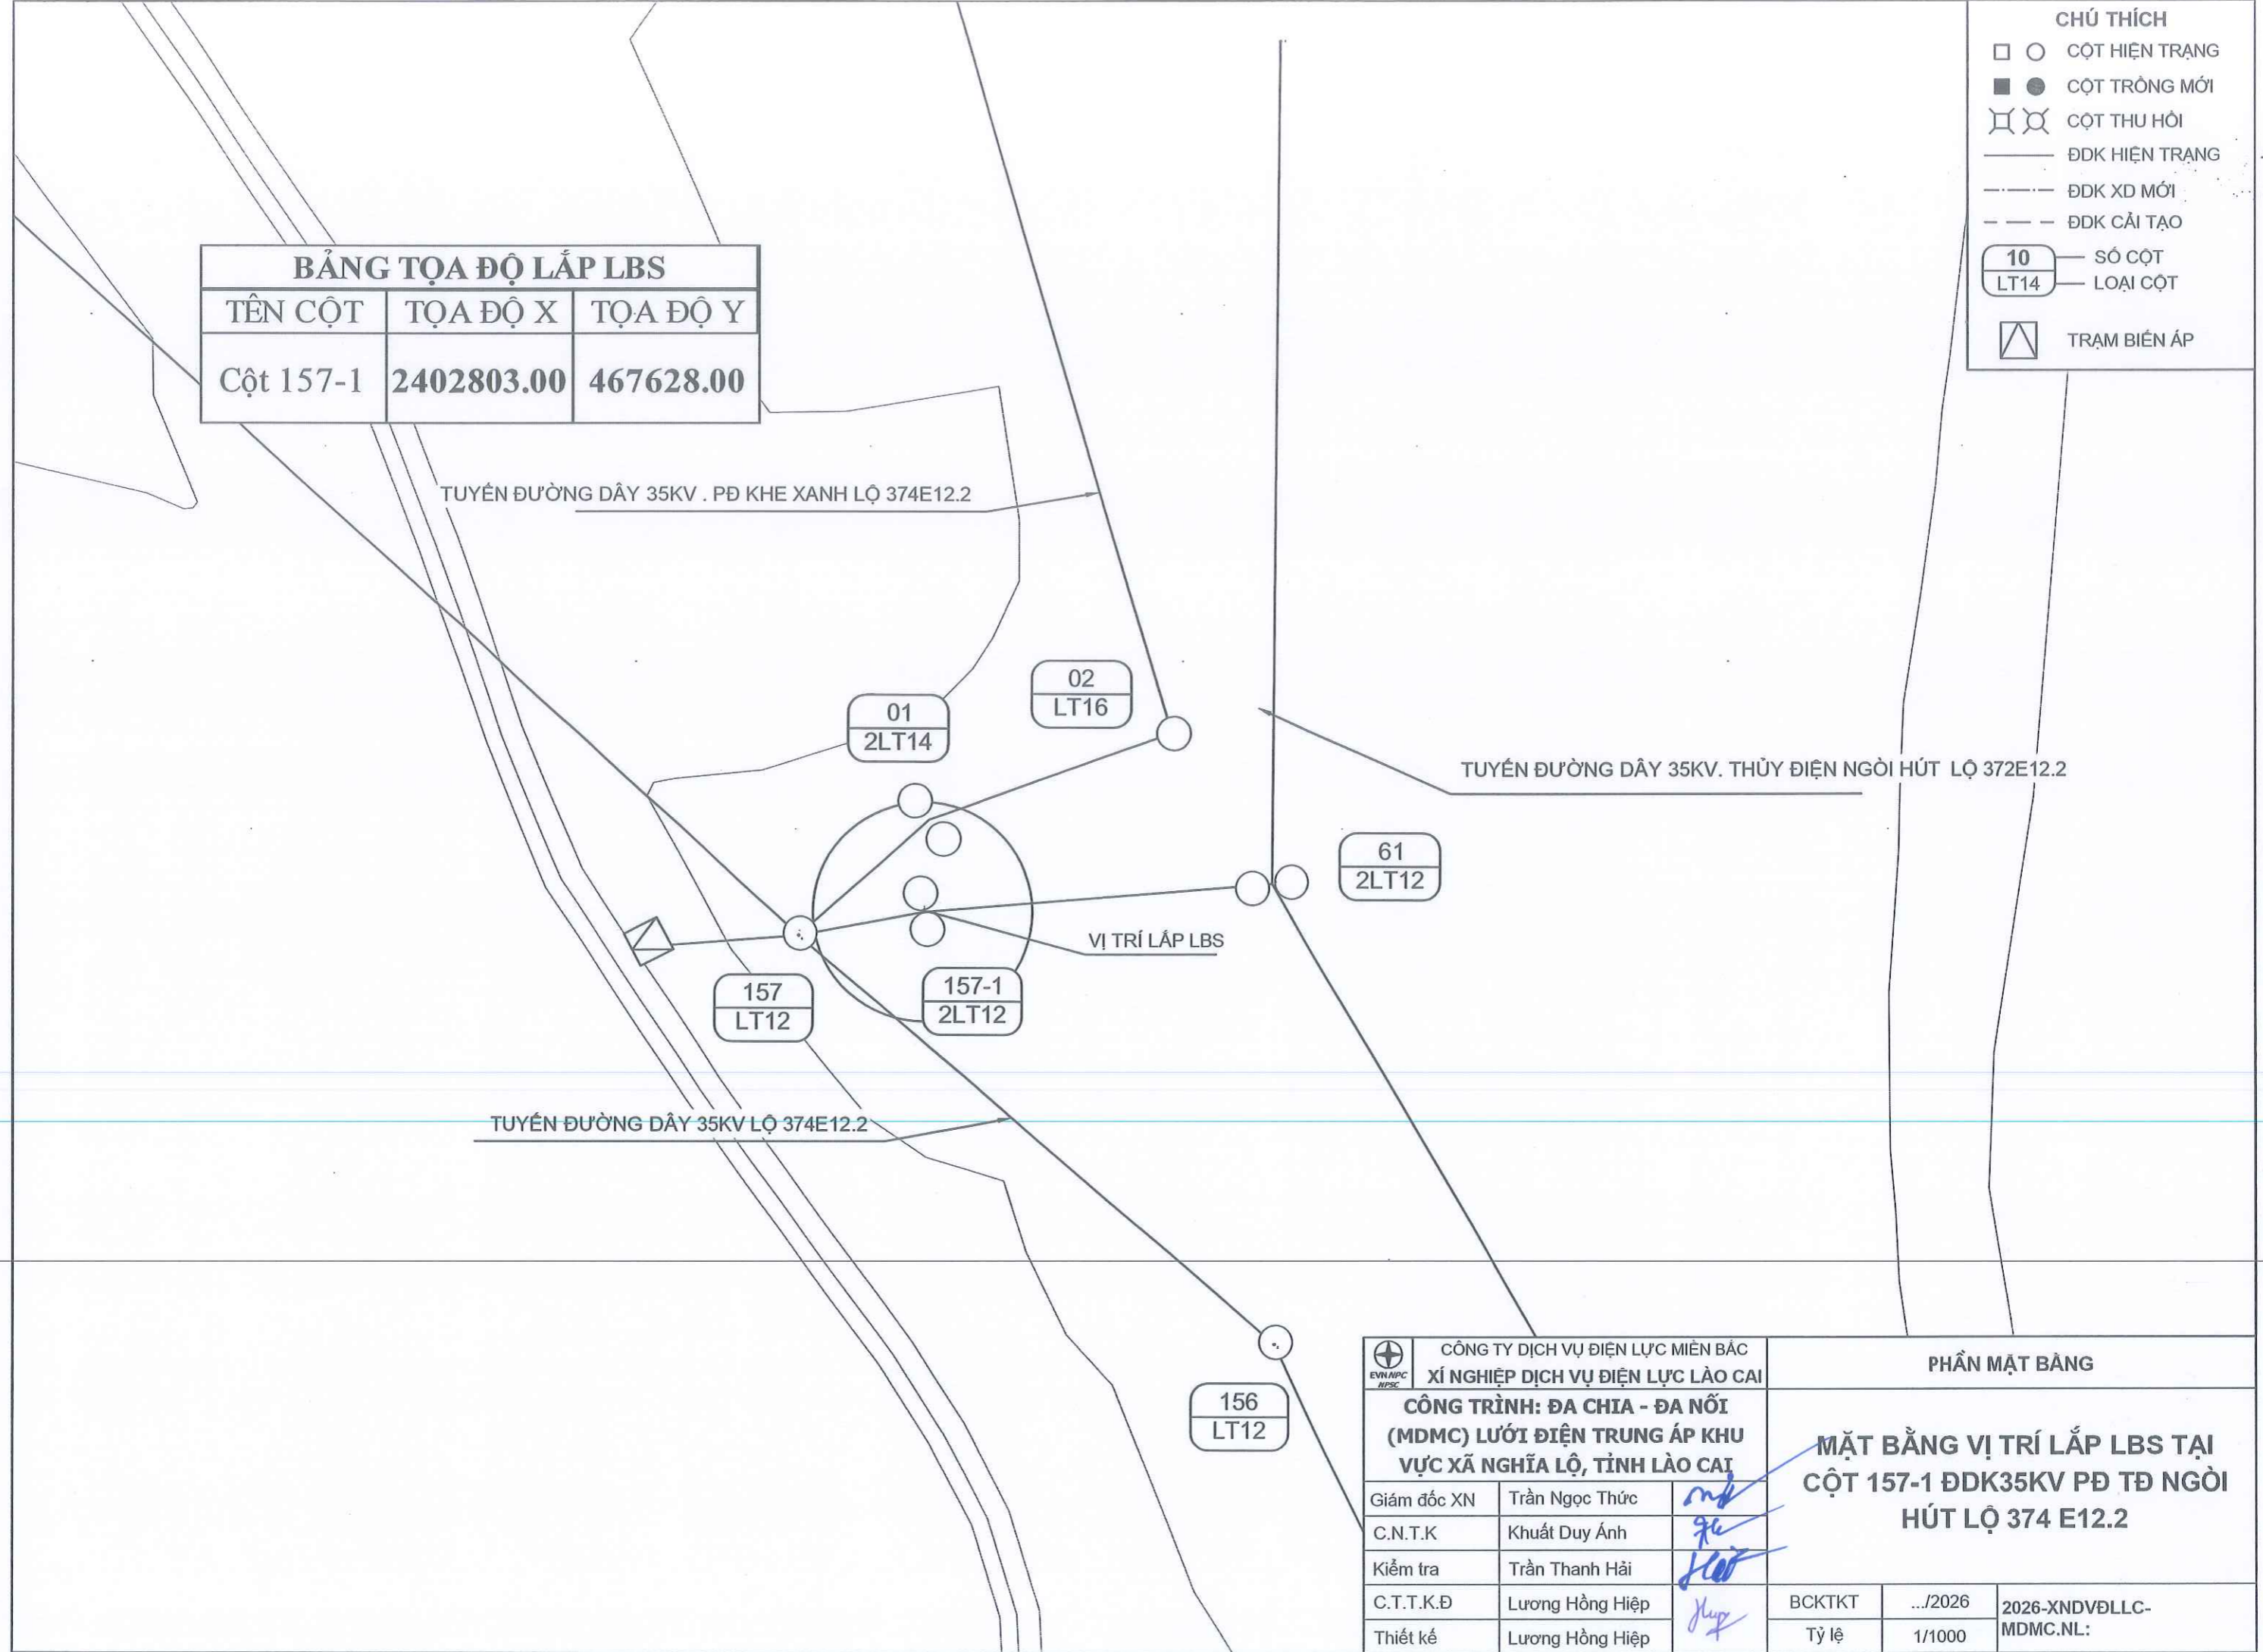 CHÚ THÍCH
CỘT HIỆN TRẠNG
CỘT TRỒNG MỚI
CỘT THU HỒI
ĐDK HIỆN TRẠNG
ĐDK XD MỚI
ĐDK CẢI TẠO
10
SỐ CỘT
LT14
LOẠI CỘT
TRẠM BIẾN ÁP
BẢNG TỌA ĐỘ LẮP LBS
TÊN CỘT TỌA ĐỘ X TỌA ĐỘ Y
Cột 157-1 2402803.00 467628.00
TUYẾN ĐƯỜNG DÂY 35KV . PĐ KHE XANH LỘ 374E12.2
02
LT16
01
2LT14
TUYẾN ĐƯỜNG DÂY 35KV. THỦY ĐIỆN NGÒI HÚT LỘ 372E12.2
61
2LT12
VỊ TRÍ LẮP LBS
157
LT12
157-1
2LT12
TUYẾN ĐƯỜNG DÂY 35KV LỘ 374E12.2
156
LT12
EVNNPC
NPSC
CÔNG TY DỊCH VỤ ĐIỆN LỰC MIỀN BẮC
XÍ NGHIỆP DỊCH VỤ ĐIỆN LỰC LÀO CAI
CÔNG TRÌNH: ĐA CHIA - ĐA NỐI
(MDMC) LƯỚI ĐIỆN TRUNG ÁP KHU
VỰC XÃ NGHĨA LỘ, TỈNH LÀO CAI
Giám đốc XN Trần Ngọc Thức
C.N.T.K Khuất Duy Ánh
Kiểm tra Trần Thanh Hải
C.T.T.K.Đ Lương Hồng Hiệp
Thiết kế Lương Hồng Hiệp
PHẦN MẶT BẰNG
MẶT BẰNG VỊ TRÍ LẮP LBS TẠI
CỘT 157-1 ĐDK35KV PĐ TĐ NGÒI
HÚT LỘ 374 E12.2
BCKTKT .../2026
Tỷ lệ 1/1000
2026-XNDVĐLLC-
MDMC.NL: